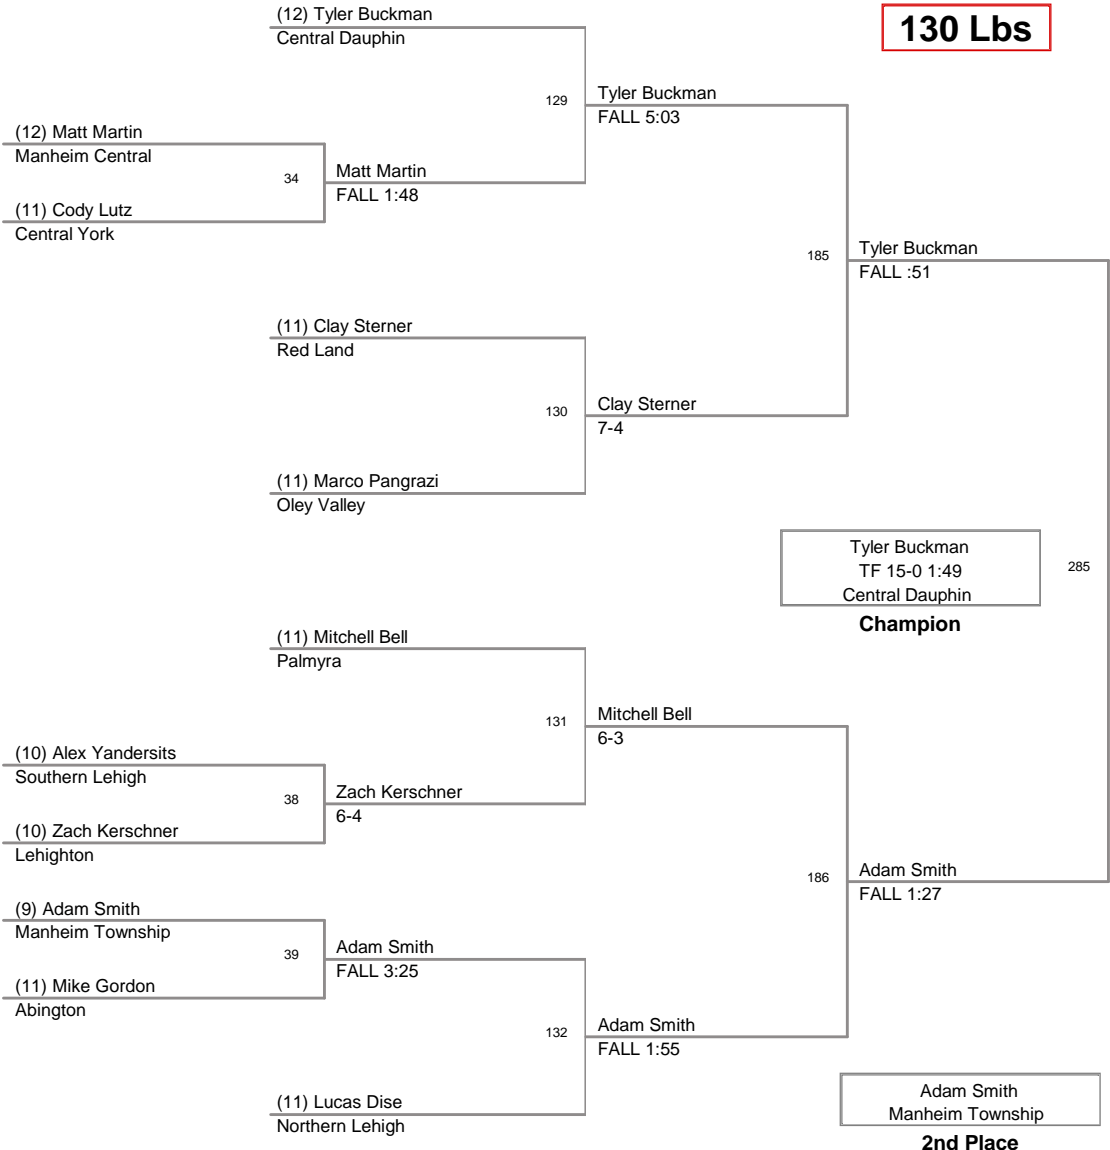 (12) Tyler Buckman
Central Dauphin
130 Lbs
129
Tyler Buckman
FALL 5:03
(12) Matt Martin
Manheim Central
34
Matt Martin
FALL 1:48
(11) Cody Lutz
Central York
185
Tyler Buckman
FALL :51
(11) Clay Sterner
Red Land
130
Clay Sterner
7-4
(11) Marco Pangrazi
Oley Valley
Tyler Buckman
TF 15-0 1:49
Central Dauphin
285
Champion
(11) Mitchell Bell
Palmyra
131
Mitchell Bell
6-3
(10) Alex Yandersits
Southern Lehigh
38
Zach Kerschner
6-4
(10) Zach Kerschner
Lehighton
186
Adam Smith
FALL 1:27
(9) Adam Smith
Manheim Township
39
Adam Smith
FALL 3:25
(11) Mike Gordon
Abington
132
Adam Smith
FALL 1:55
(11) Lucas Dise
Northern Lehigh
Adam Smith
Manheim Township
2nd Place